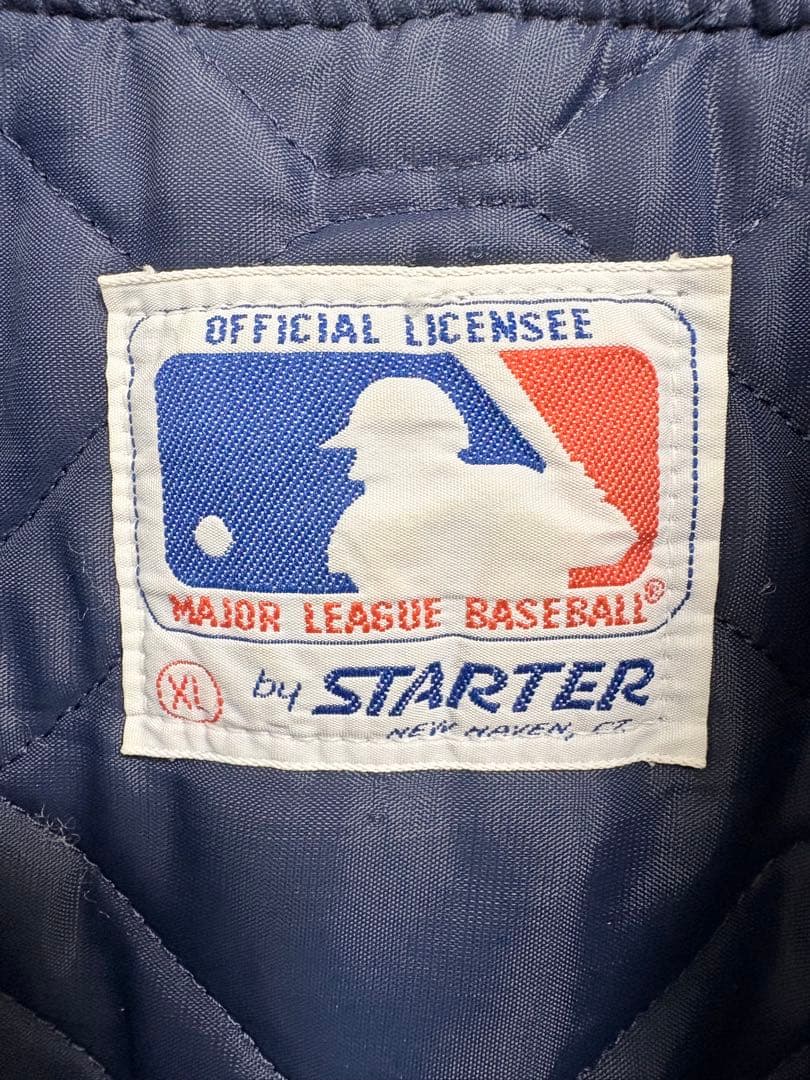 OFFICIAL LICENSEE
MAJOR LEAGUE BASEBALL®
XL by STARTER
NEW HAVEN, CT.